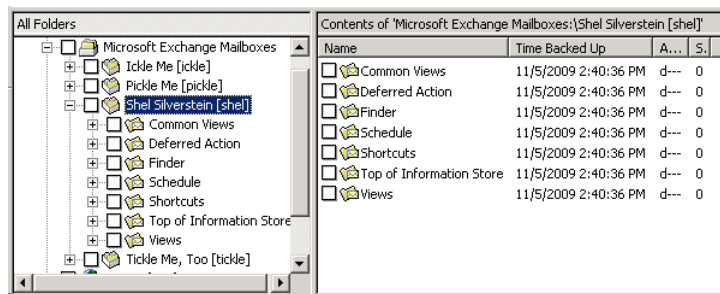 All Folders
Microsoft Exchange Mailboxes
Ickle Me [ickle]
Pickle Me [pickle]
Shel Silverstein [shel]
Common Views
Deferred Action
Finder
Schedule
Shortcuts
Top of Information Store
Views
Tickle Me, Too [tickle]
Contents of 'Microsoft Exchange Mailboxes:\Shel Silverstein [shel]'
Name Time Backed Up A... S.
Common Views 11/5/2009 2:40:36 PM d--- 0
Deferred Action 11/5/2009 2:40:36 PM d--- 0
Finder 11/5/2009 2:40:36 PM d--- 0
Schedule 11/5/2009 2:40:36 PM d--- 0
Shortcuts 11/5/2009 2:40:36 PM d--- 0
Top of Information Store 11/5/2009 2:40:36 PM d--- 0
Views 11/5/2009 2:40:36 PM d--- 0